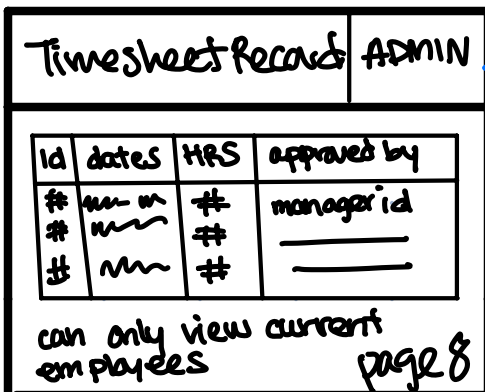 Timesheet Record ADMIN
Id dates HRS approved by
# # manager id
# #
# #
can only view current
employees
page 8